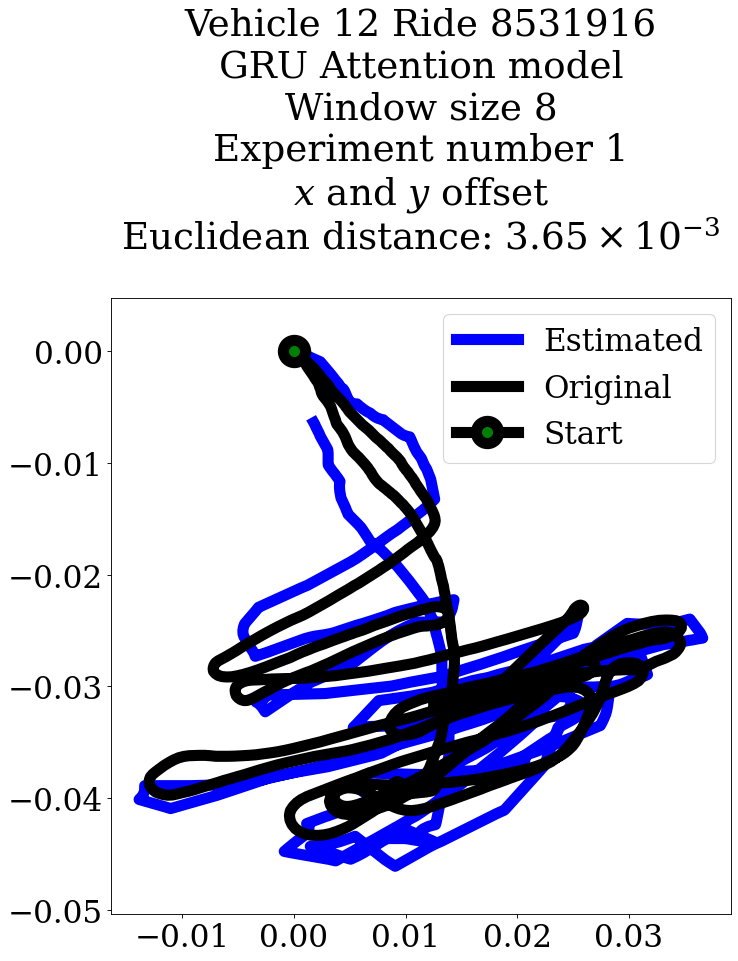 Vehicle 12 Ride 8531916
GRU Attention model
Window size 8
Experiment number 1
x and y offset
Euclidean distance: 3.65 × 10⁻³
Estimated
Original
Start
0.00
−0.01
−0.02
−0.03
−0.04
−0.05
−0.01 0.00 0.01 0.02 0.03